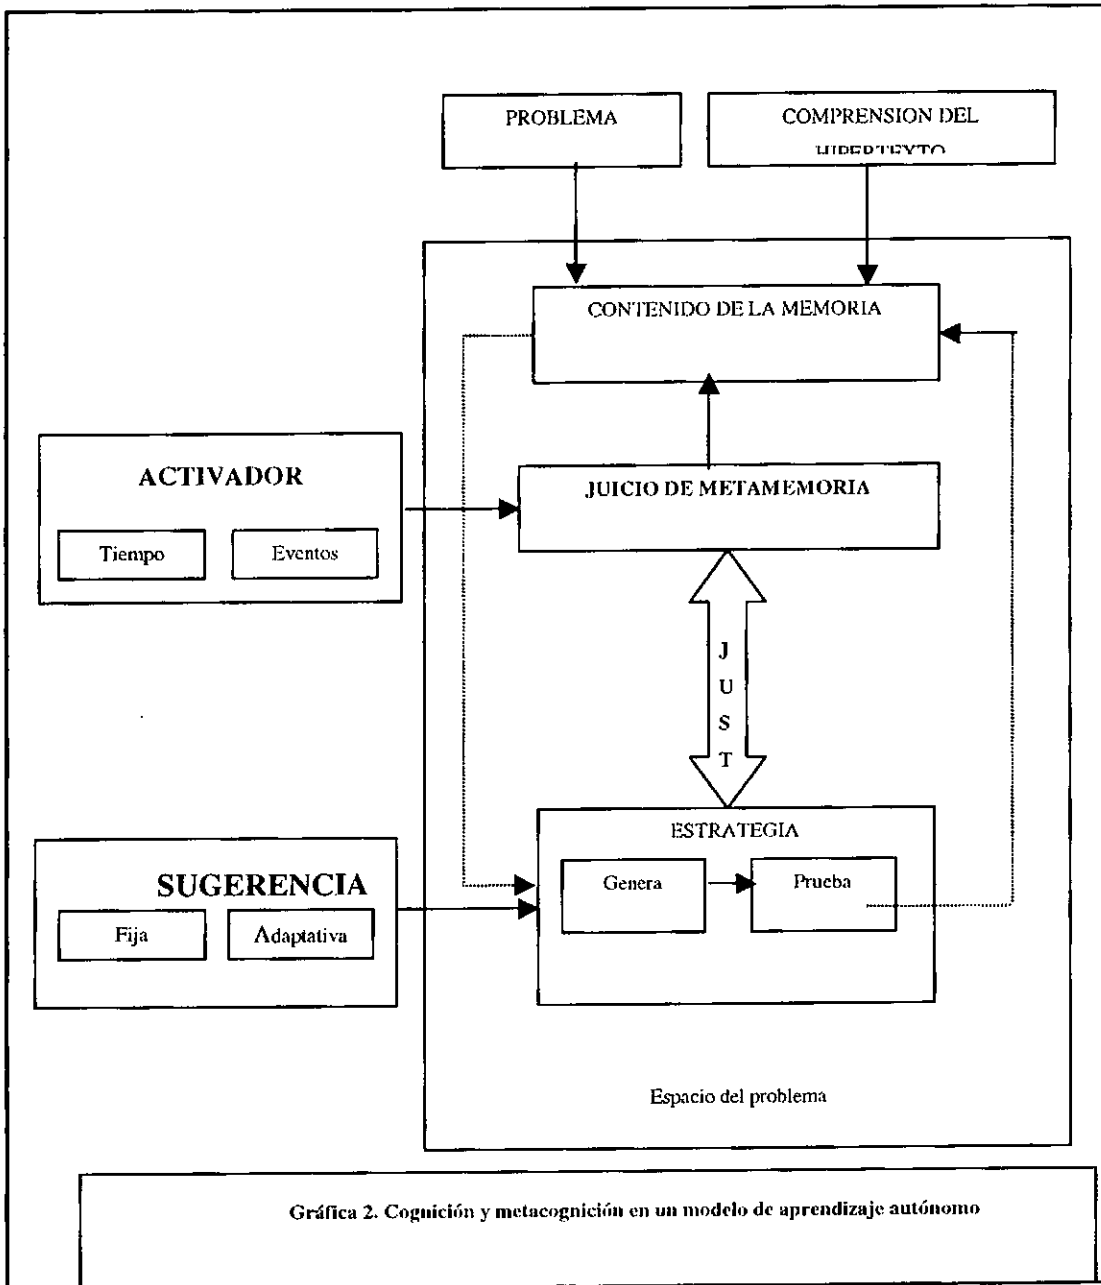 PROBLEMA
COMPRENSION DEL
HIPERTEXTO
CONTENIDO DE LA MEMORIA
ACTIVADOR
Tiempo
Eventos
JUICIO DE METAMEMORIA
J
U
S
T
ESTRATEGIA
Genera
Prueba
SUGERENCIA
Fija
Adaptativa
Espacio del problema
Gráfica 2. Cognición y metacognición en un modelo de aprendizaje autónomo